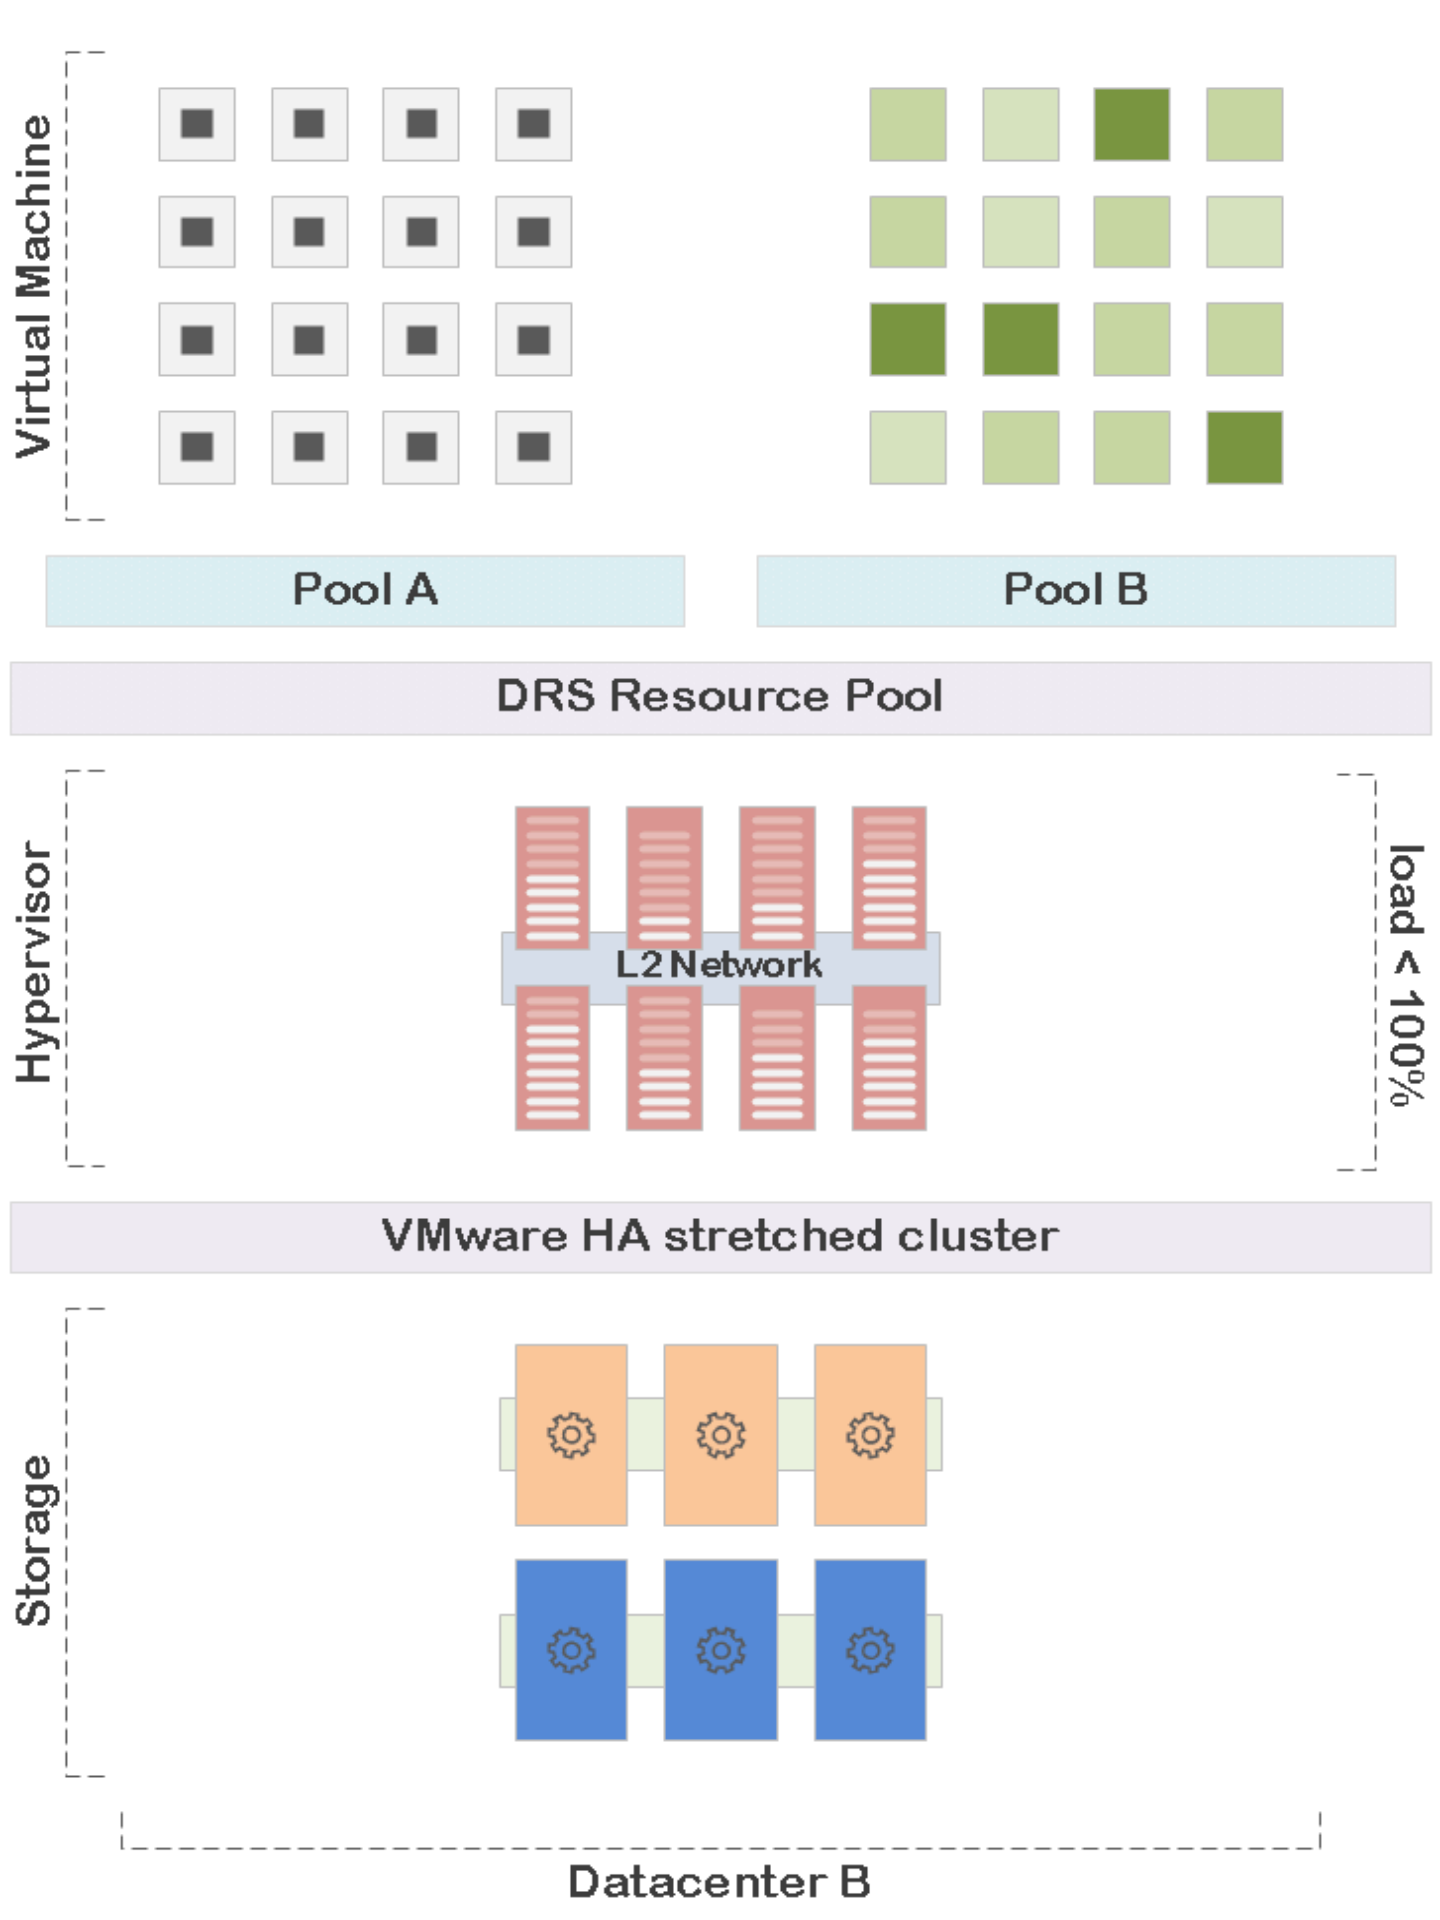 Virtual Machine
Pool A
Pool B
DRS Resource Pool
Hypervisor
L2 Network
load < 100%
VMware HA stretched cluster
Storage
Datacenter B